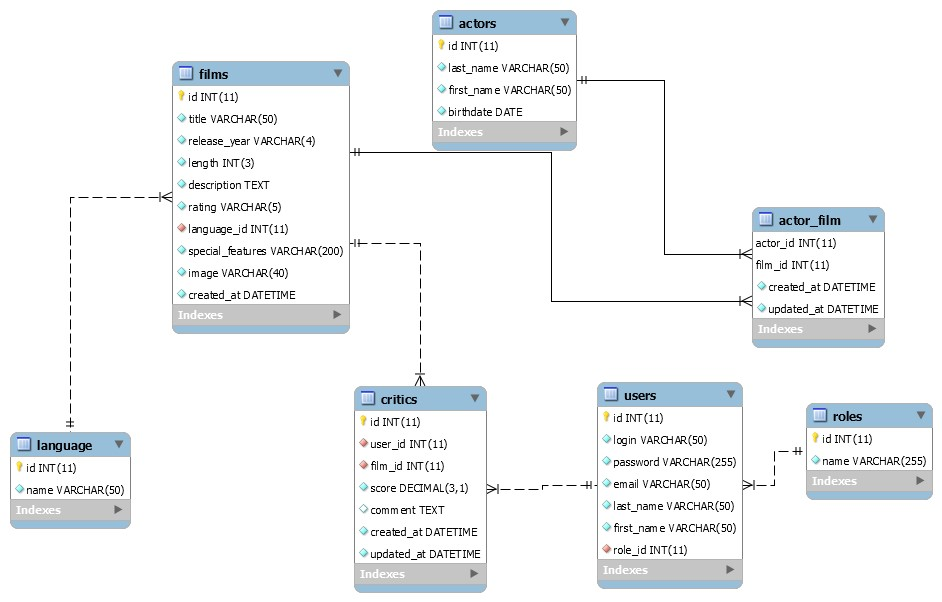 actors
id INT(11)
last_name VARCHAR(50)
first_name VARCHAR(50)
birthdate DATE
Indexes
films
id INT(11)
title VARCHAR(50)
release_year VARCHAR(4)
length INT(3)
description TEXT
rating VARCHAR(5)
language_id INT(11)
special_features VARCHAR(200)
image VARCHAR(40)
created_at DATETIME
Indexes
actor_film
actor_id INT(11)
film_id INT(11)
created_at DATETIME
updated_at DATETIME
Indexes
language
id INT(11)
name VARCHAR(50)
Indexes
critics
id INT(11)
user_id INT(11)
film_id INT(11)
score DECIMAL(3,1)
comment TEXT
created_at DATETIME
updated_at DATETIME
Indexes
users
id INT(11)
login VARCHAR(50)
password VARCHAR(255)
email VARCHAR(50)
last_name VARCHAR(50)
first_name VARCHAR(50)
role_id INT(11)
Indexes
roles
id INT(11)
name VARCHAR(255)
Indexes